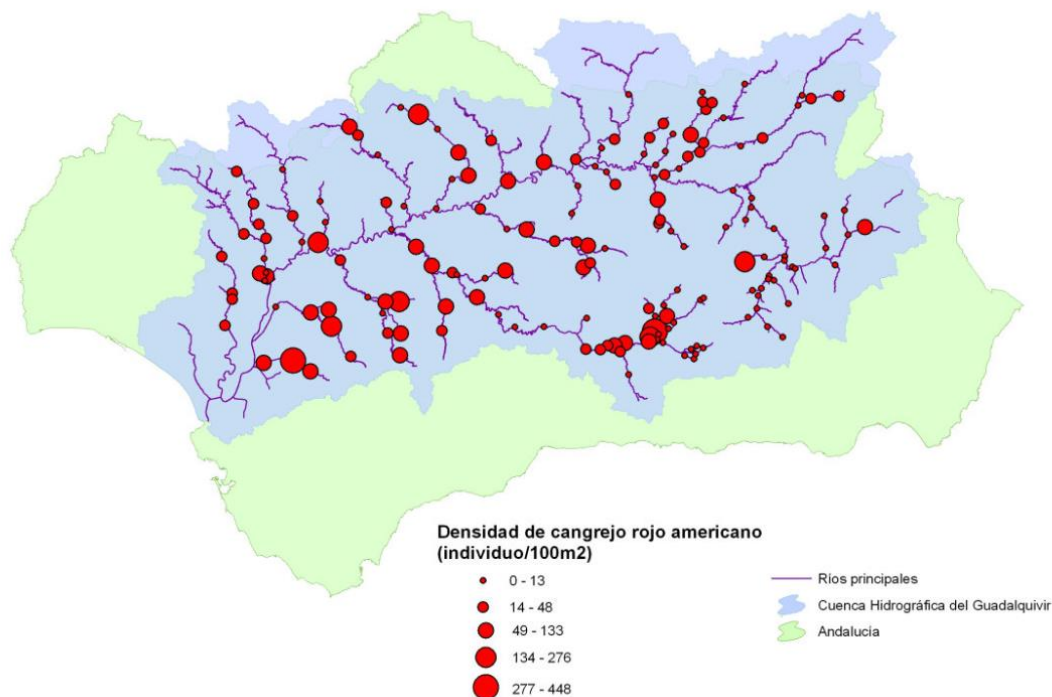 Densidad de cangrejo rojo americano
(individuo/100m2)
0 - 13
14 - 48
49 - 133
134 - 276
277 - 448
Ríos principales
Cuenca Hidrográfica del Guadalquivir
Andalucía